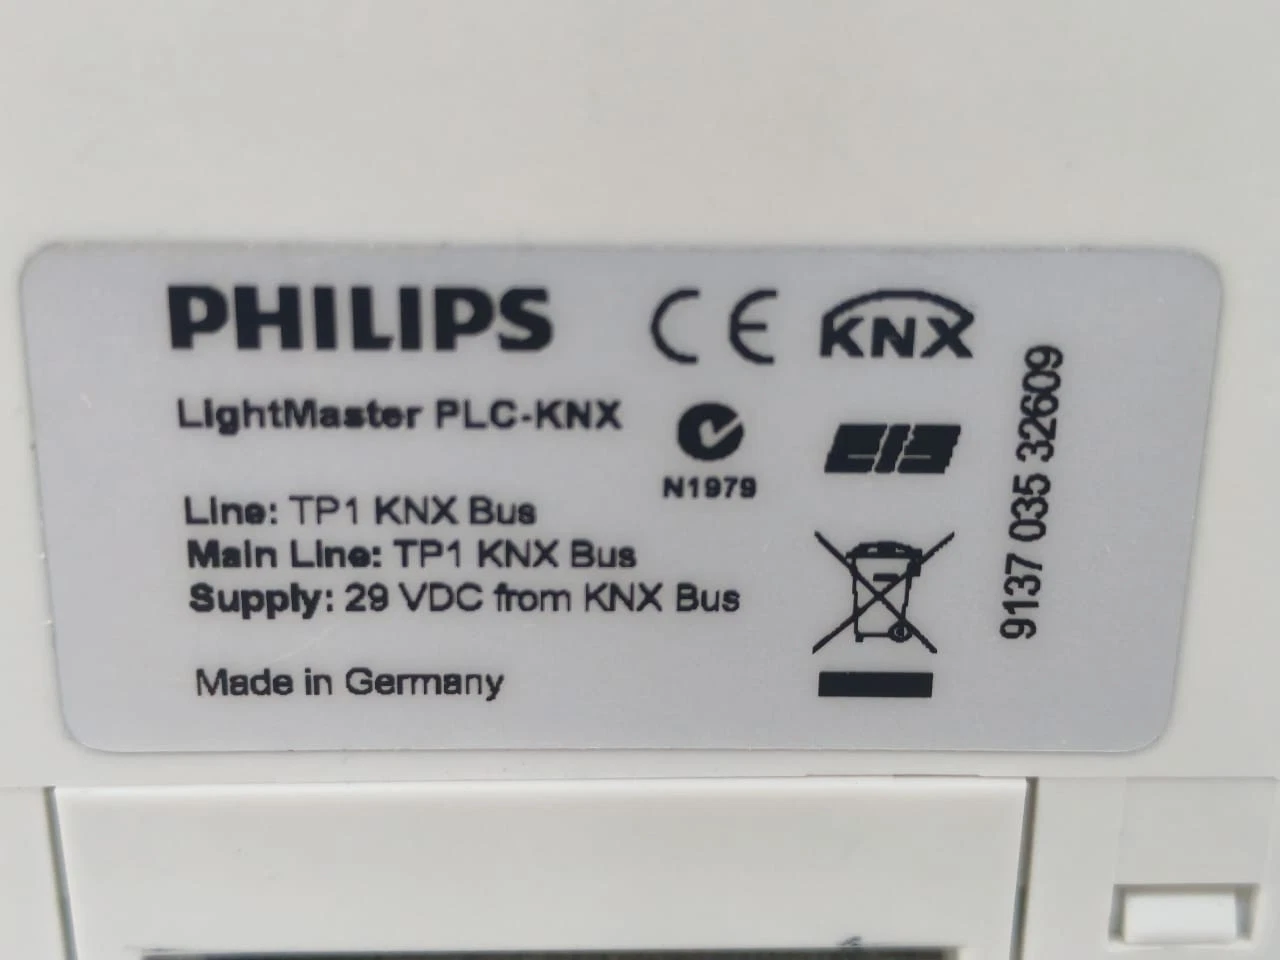 PHILIPS
CE
KNX
LightMaster PLC-KNX
N1979
EIB
Line: TP1 KNX Bus
Main Line: TP1 KNX Bus
Supply: 29 VDC from KNX Bus
Made in Germany
9137 035 32609